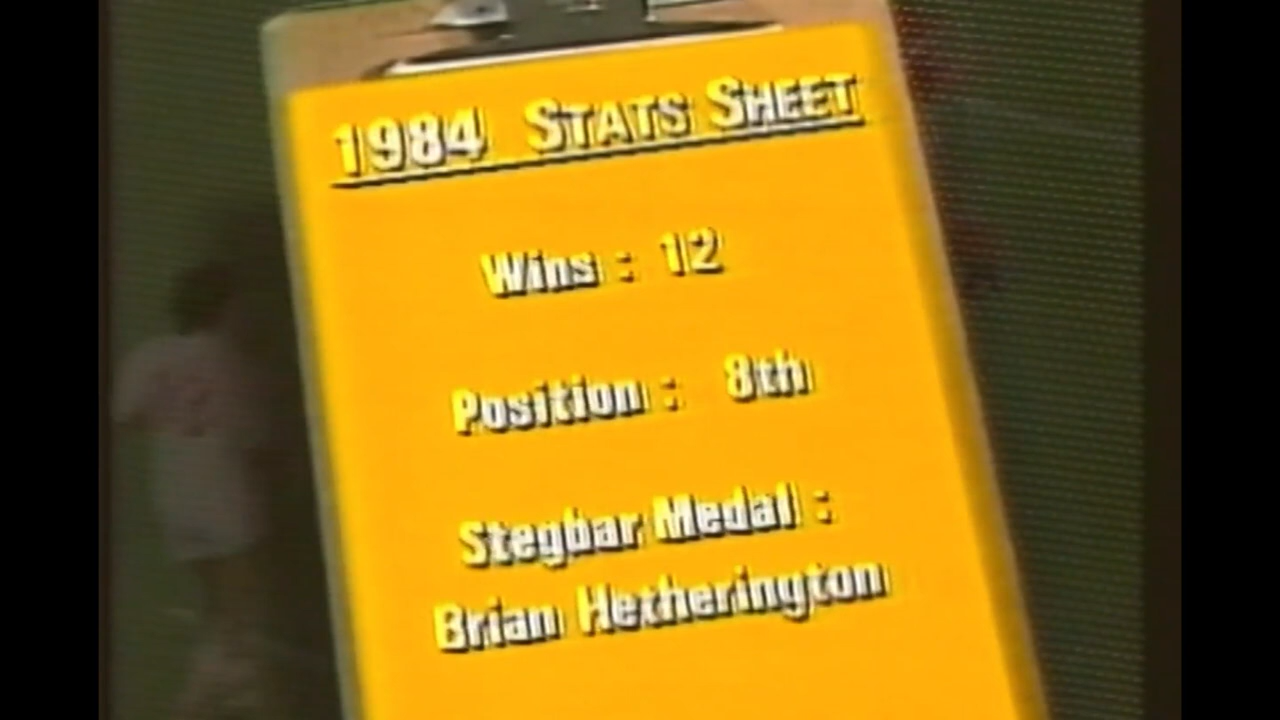 1984 STATS SHEET
Wins : 12
Position : 8th
Stegbar Medal :
Brian Hetherington